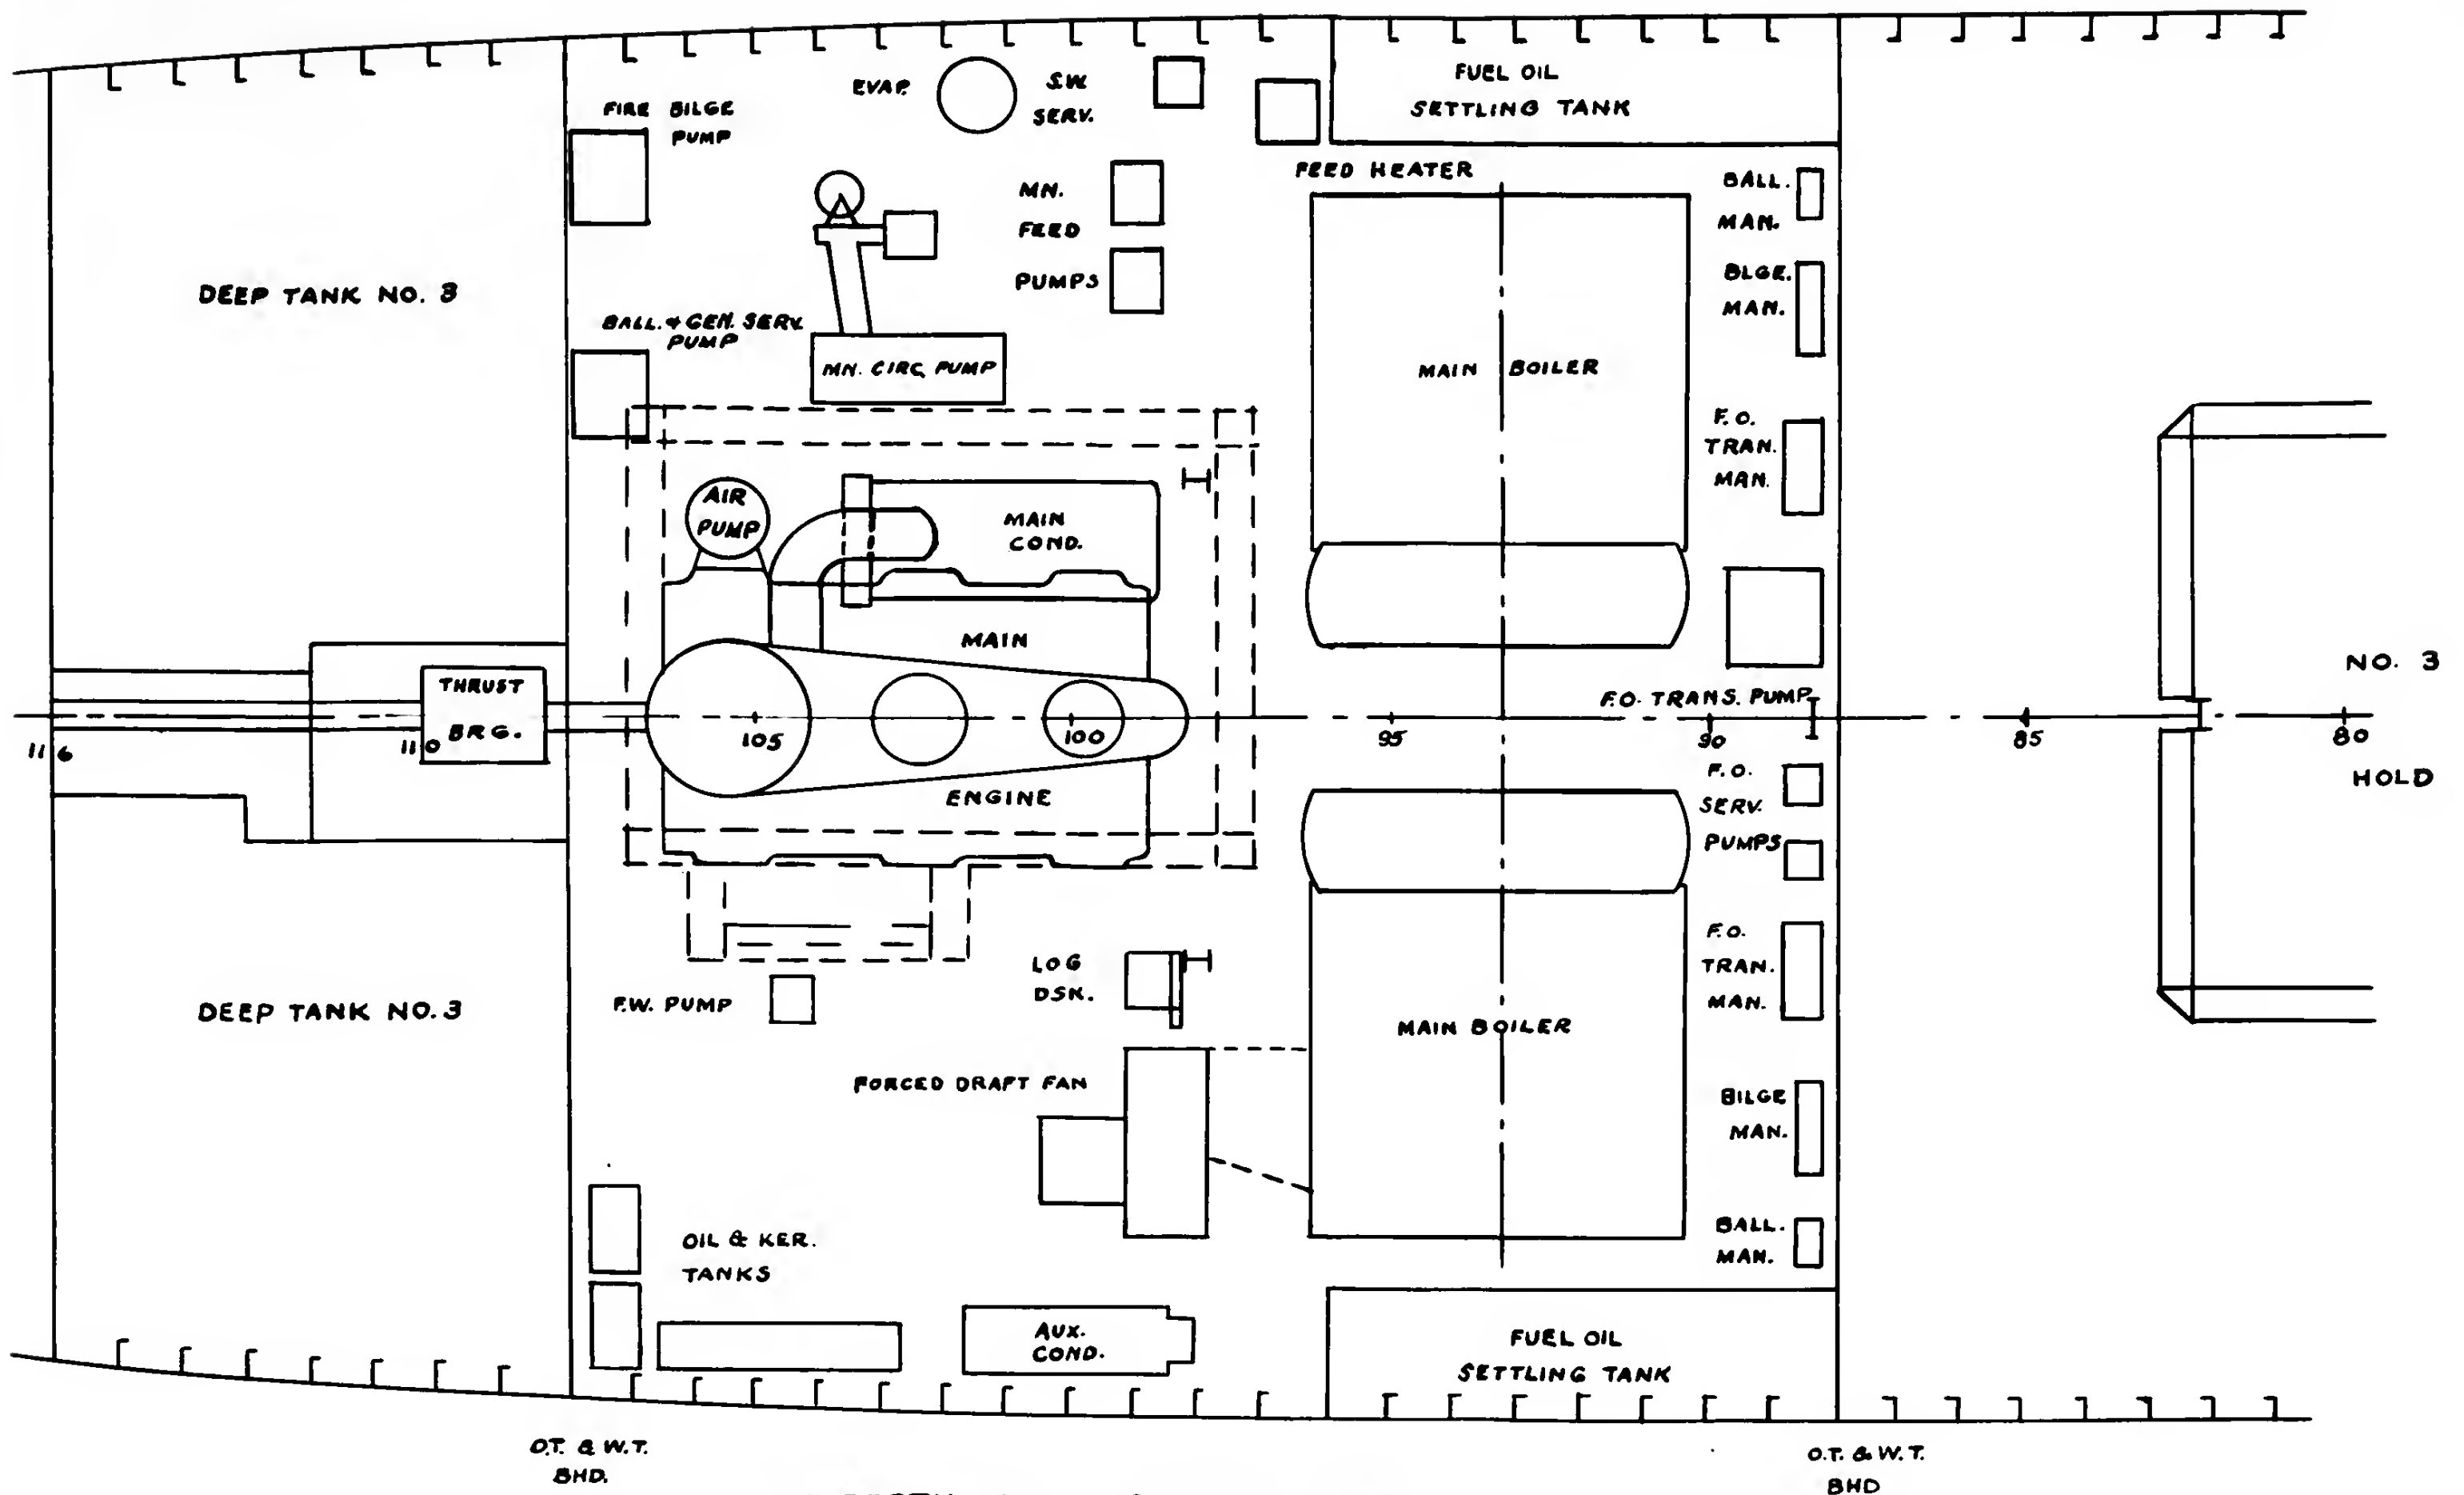 FUEL OIL
SETTLING TANK
EVAP.
S.W.
SERV.
FIRE BILGE
PUMP
FEED HEATER
MN.
FEED
PUMPS
BALL.
MAN.
BLGE.
MAN.
DEEP TANK NO. 3
BALL. & GEN. SERV.
PUMP
MN. CIRC. PUMP
MAIN BOILER
F.O.
TRAN.
MAN.
AIR
PUMP
MAIN
COND.
MAIN
THRUST
BRG.
F.O. TRANS. PUMP
NO. 3
116
110
105
100
95
90
85
80
HOLD
ENGINE
F.O.
SERV.
PUMPS
F.O.
TRAN.
MAN.
LOG
DSK.
F.W. PUMP
DEEP TANK NO. 3
MAIN BOILER
FORCED DRAFT FAN
BILGE
MAN.
BALL.
MAN.
OIL & KER.
TANKS
AUX.
COND.
FUEL OIL
SETTLING TANK
O.T. & W.T.
BHD.
O.T. & W.T.
BHD